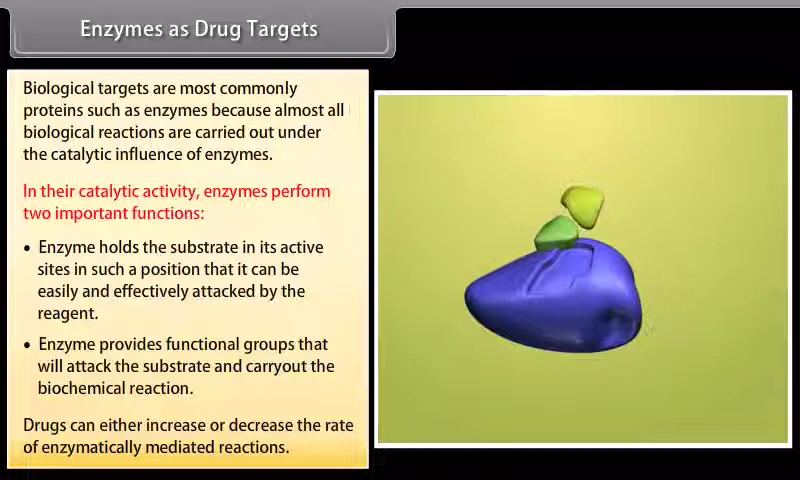 Enzymes as Drug Targets
Biological targets are most commonly
proteins such as enzymes because almost all
biological reactions are carried out under
the catalytic influence of enzymes.
In their catalytic activity, enzymes perform
two important functions:
• Enzyme holds the substrate in its active
sites in such a position that it can be
easily and effectively attacked by the
reagent.
• Enzyme provides functional groups that
will attack the substrate and carryout the
biochemical reaction.
Drugs can either increase or decrease the rate
of enzymatically mediated reactions.